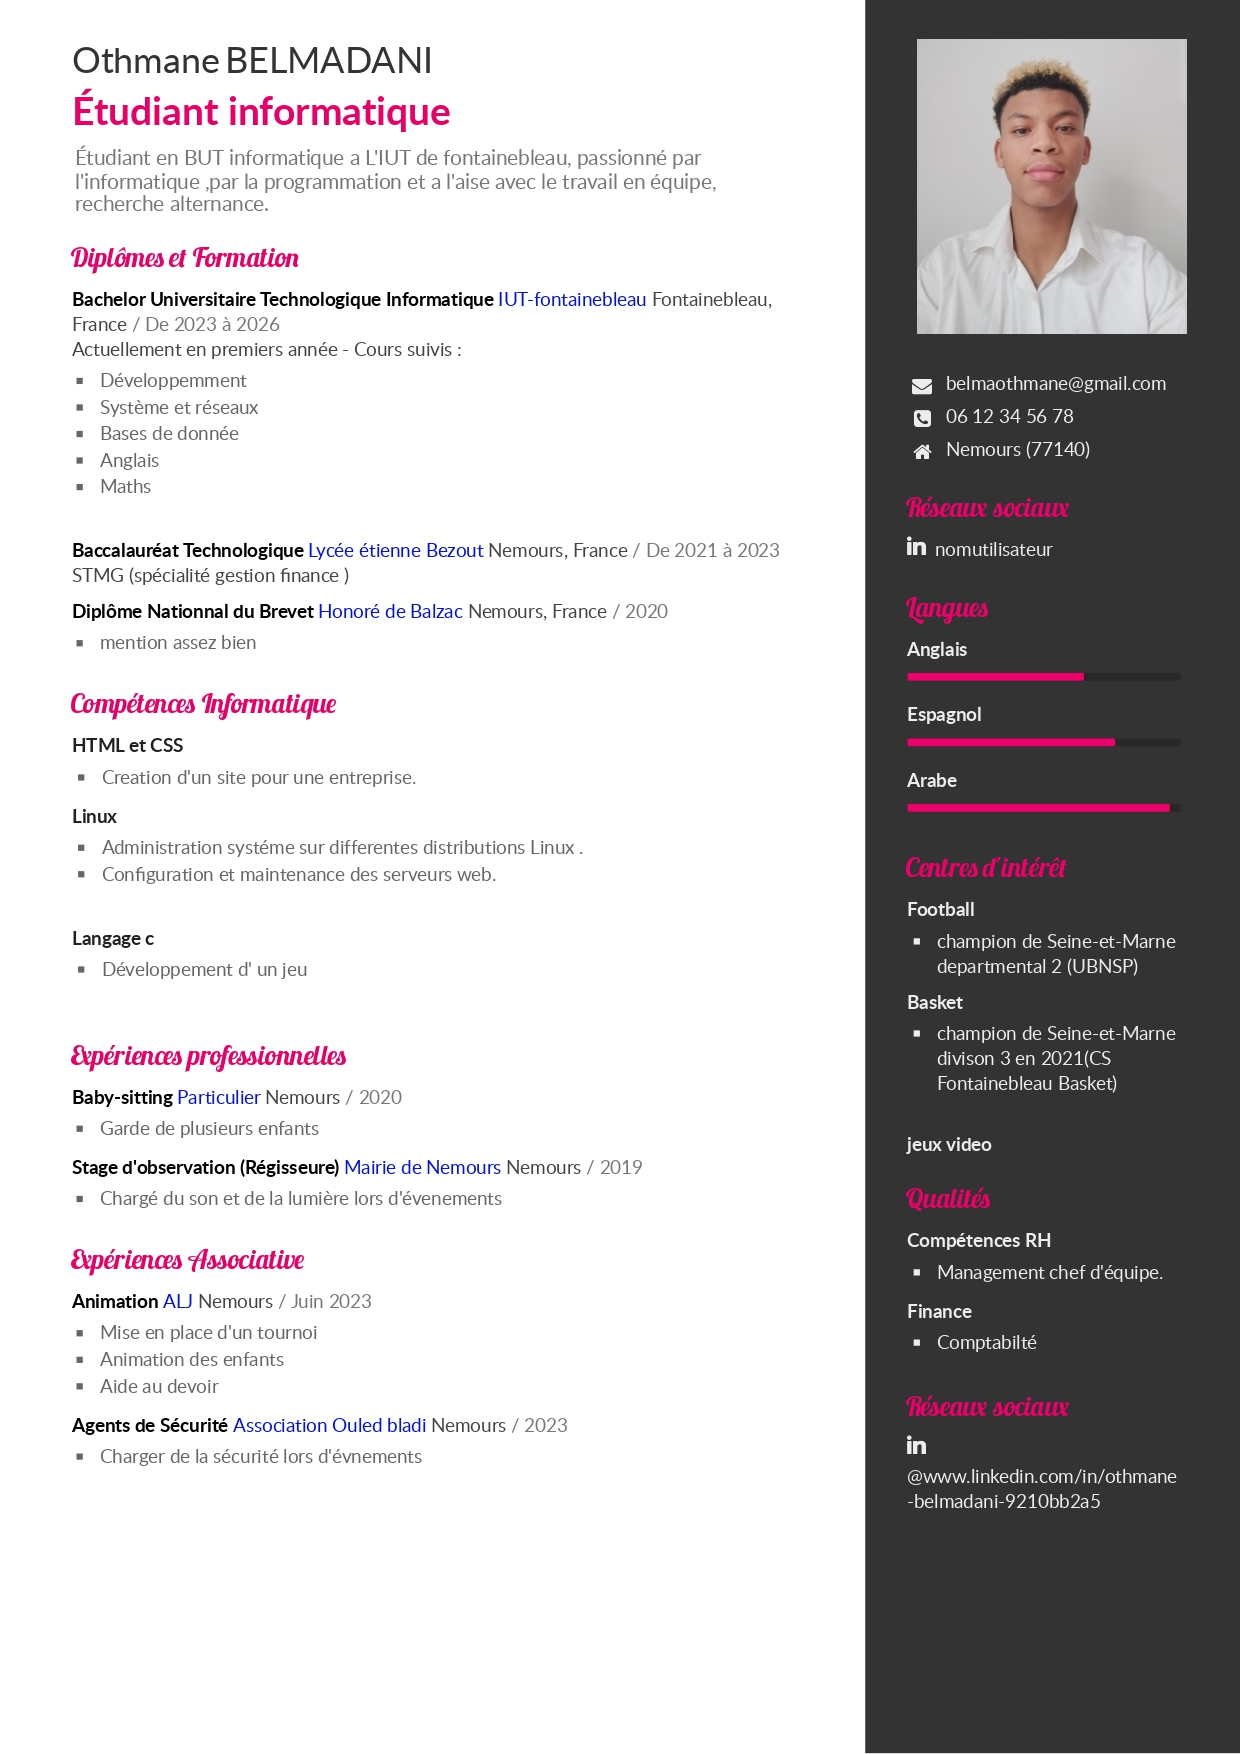 Othmane BELMADANI
Étudiant informatique
Étudiant en BUT informatique a L'IUT de fontainebleau, passionné par
l'informatique ,par la programmation et a l'aise avec le travail en équipe,
recherche alternance.
Diplômes et Formation
Bachelor Universitaire Technologique Informatique IUT-fontainebleau Fontainebleau,
France / De 2023 à 2026
Actuellement en premiers année - Cours suivis :
▪ Développemment
▪ Système et réseaux
▪ Bases de donnée
▪ Anglais
▪ Maths
Baccalauréat Technologique Lycée étienne Bezout Nemours, France / De 2021 à 2023
STMG (spécialité gestion finance )
Diplôme Nationnal du Brevet Honoré de Balzac Nemours, France / 2020
▪ mention assez bien
Compétences Informatique
HTML et CSS
▪ Creation d'un site pour une entreprise.
Linux
▪ Administration systéme sur differentes distributions Linux .
▪ Configuration et maintenance des serveurs web.
Langage c
▪ Développement d' un jeu
Expériences professionnelles
Baby-sitting Particulier Nemours / 2020
▪ Garde de plusieurs enfants
Stage d'observation (Régisseure) Mairie de Nemours Nemours / 2019
▪ Chargé du son et de la lumière lors d'évenements
Expériences Associative
Animation ALJ Nemours / Juin 2023
▪ Mise en place d'un tournoi
▪ Animation des enfants
▪ Aide au devoir
Agents de Sécurité Association Ouled bladi Nemours / 2023
▪ Charger de la sécurité lors d'évnements
belmaothmane@gmail.com
06 12 34 56 78
Nemours (77140)
Réseaux sociaux
in nomutilisateur
Langues
Anglais
Espagnol
Arabe
Centres d'intérêt
Football
▪ champion de Seine-et-Marne
departmental 2 (UBNSP)
Basket
▪ champion de Seine-et-Marne
divison 3 en 2021(CS
Fontainebleau Basket)
jeux video
Qualités
Compétences RH
▪ Management chef d'équipe.
Finance
▪ Comptabilté
Réseaux sociaux
in
@www.linkedin.com/in/othmane
-belmadani-9210bb2a5